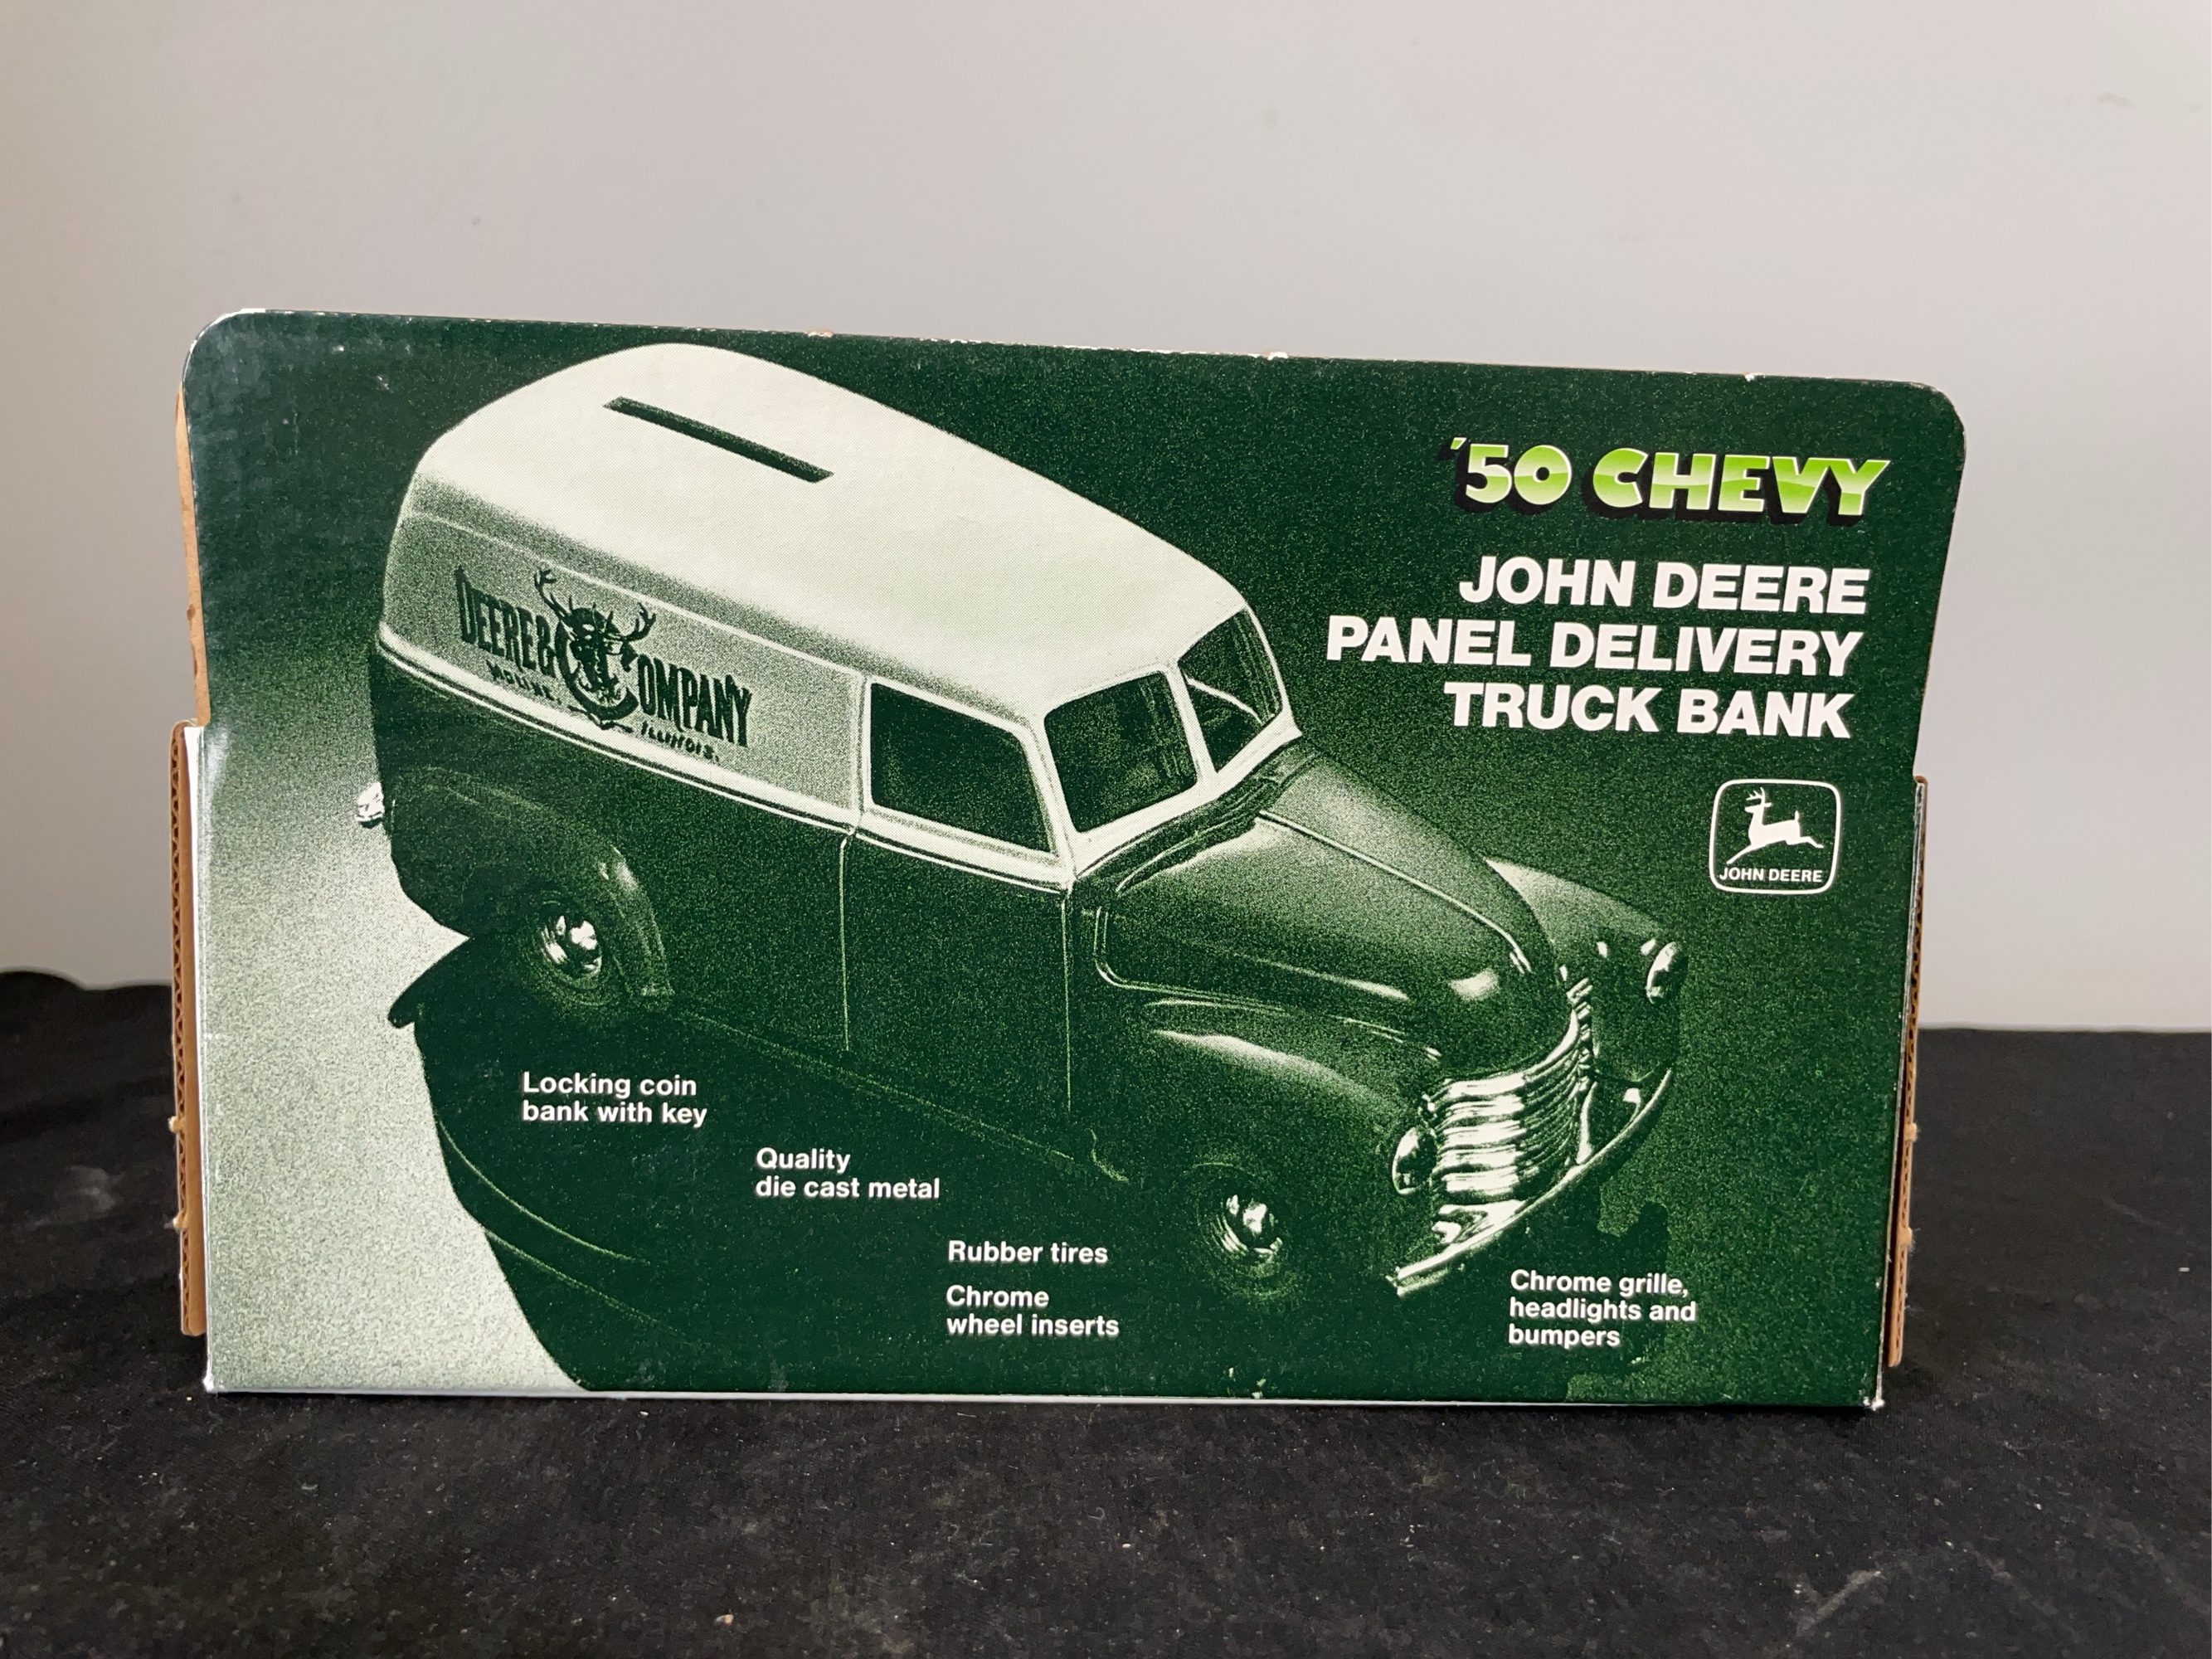 '50 CHEVY
JOHN DEERE
PANEL DELIVERY
TRUCK BANK
JOHN DEERE
DEERE & COMPANY
MOLINE ILLINOIS.
Locking coin
bank with key
Quality
die cast metal
Rubber tires
Chrome
wheel inserts
Chrome grille,
headlights and
bumpers